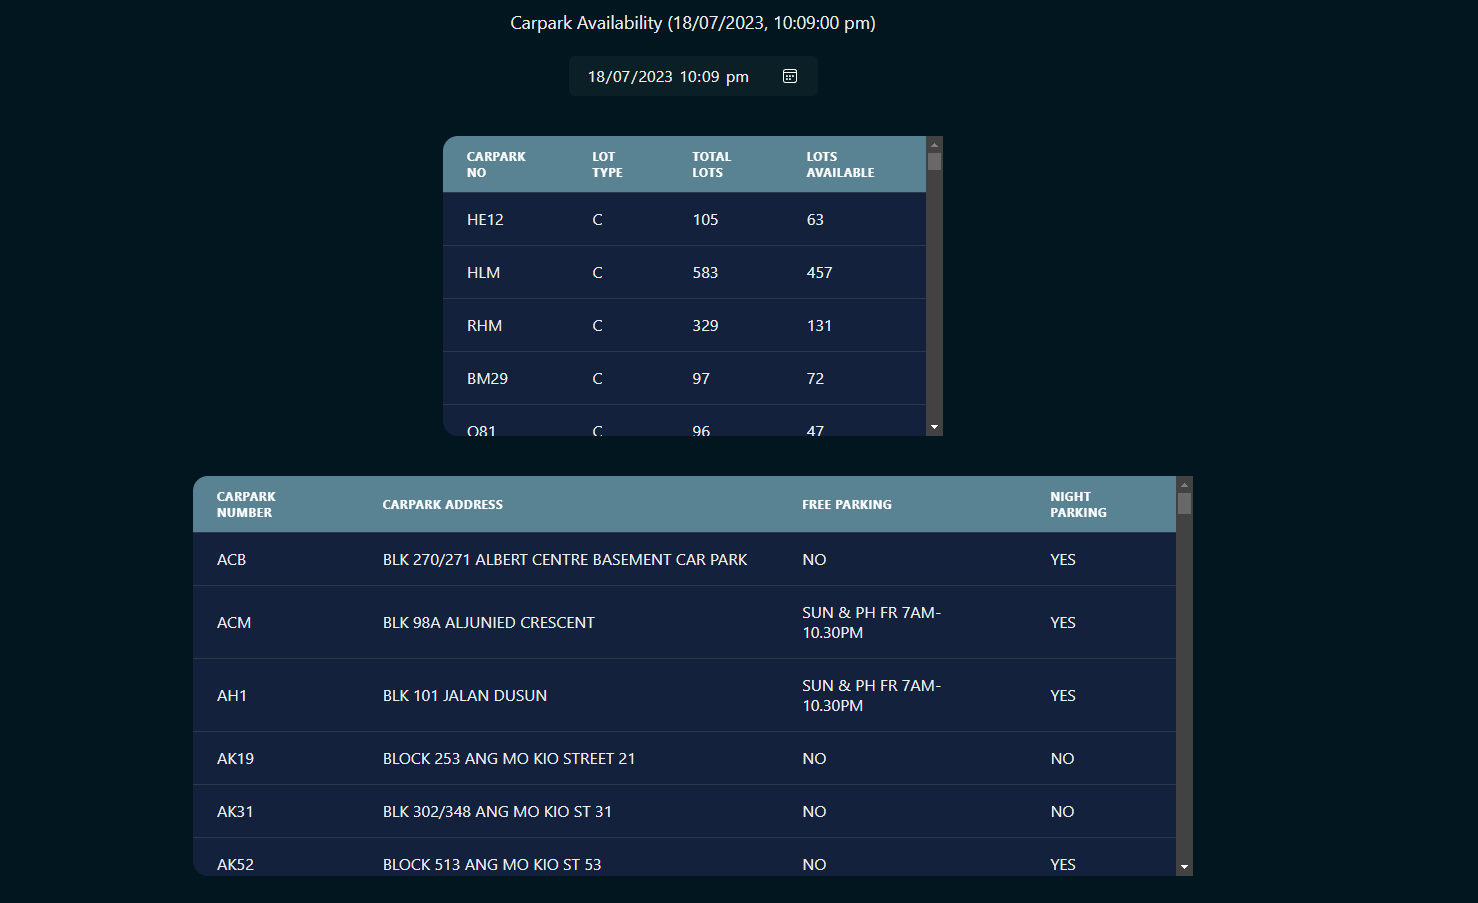 Carpark Availability (18/07/2023, 10:09:00 pm)
18/07/2023 10:09 pm
CARPARK NO LOT TYPE TOTAL LOTS LOTS AVAILABLE
HE12 C 105 63
HLM C 583 457
RHM C 329 131
BM29 C 97 72
Q81 C 96 47
CARPARK NUMBER CARPARK ADDRESS FREE PARKING NIGHT PARKING
ACB BLK 270/271 ALBERT CENTRE BASEMENT CAR PARK NO YES
ACM BLK 98A ALJUNIED CRESCENT SUN & PH FR 7AM-10.30PM YES
AH1 BLK 101 JALAN DUSUN SUN & PH FR 7AM-10.30PM YES
AK19 BLOCK 253 ANG MO KIO STREET 21 NO NO
AK31 BLK 302/348 ANG MO KIO ST 31 NO NO
AK52 BLOCK 513 ANG MO KIO ST 53 NO YES